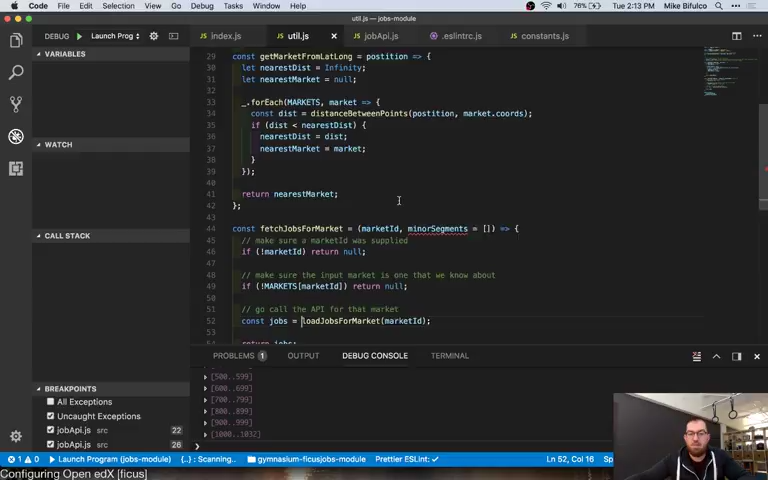 Code File Edit Selection View Go Debug Tasks Window Help 76% Tue 2:13 PM Mike Bifulco
util.js — jobs-module
DEBUG Launch Prog
index.js util.js jobApi.js .eslintrc.js constants.js
VARIABLES
WATCH
CALL STACK
BREAKPOINTS
All Exceptions
Uncaught Exceptions
jobApi.js src 22
jobApi.js src 26
29 const getMarketFromLatLong = postition => {
30 let nearestDist = Infinity;
31 let nearestMarket = null;
32
33 _.forEach(MARKETS, market => {
34 const dist = distanceBetweenPoints(postition, market.coords);
35 if (dist < nearestDist) {
36 nearestDist = dist;
37 nearestMarket = market;
38 }
39 });
40
41 return nearestMarket;
42 };
43
44 const fetchJobsForMarket = (marketId, minorSegments = []) => {
45 // make sure a marketId was supplied
46 if (!marketId) return null;
47
48 // make sure the input market is one that we know about
49 if (!MARKETS[marketId]) return null;
50
51 // go call the API for that market
52 const jobs = loadJobsForMarket(marketId);
return jobs;
PROBLEMS 1 OUTPUT DEBUG CONSOLE TERMINAL
[500..599]
[600..699]
[700..799]
[800..899]
[900..999]
[1000..1032]
1 0 Launch Program (jobs-module) {..} : Scanning... gymnasium-ficusjobs-module Prettier ESLint: ✓ Ln 52, Col 16
Configuring Open edX [ficus]